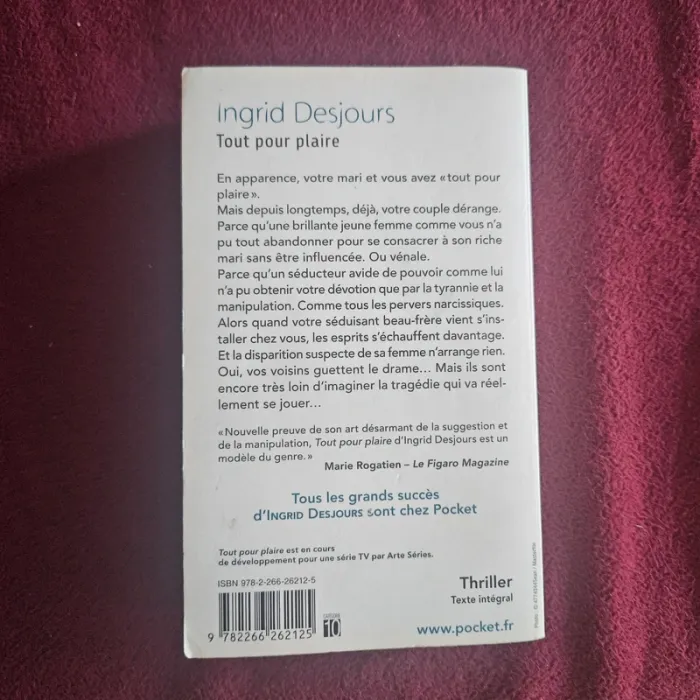 Ingrid Desjours
Tout pour plaire
En apparence, votre mari et vous avez «tout pour
plaire».
Mais depuis longtemps, déjà, votre couple dérange.
Parce qu'une brillante jeune femme comme vous n'a
pu tout abandonner pour se consacrer à son riche
mari sans être influencée. Ou vénale.
Parce qu'un séducteur avide de pouvoir comme lui
n'a pu obtenir votre dévotion que par la tyrannie et la
manipulation. Comme tous les pervers narcissiques.
Alors quand votre séduisant beau-frère vient s'ins-
taller chez vous, les esprits s'échauffent davantage.
Et la disparition suspecte de sa femme n'arrange rien.
Oui, vos voisins guettent le drame... Mais ils sont
encore très loin d'imaginer la tragédie qui va réel-
lement se jouer...
«Nouvelle preuve de son art désarmant de la suggestion et
de la manipulation, Tout pour plaire d'Ingrid Desjours est un
modèle du genre.»
Marie Rogatien – Le Figaro Magazine
Tous les grands succès
d'INGRID DESJOURS sont chez Pocket
Tout pour plaire est en cours
de développement pour une série TV par Arte Séries.
ISBN 978-2-266-26212-5
9 782266 262125
10
Thriller
Texte intégral
www.pocket.fr